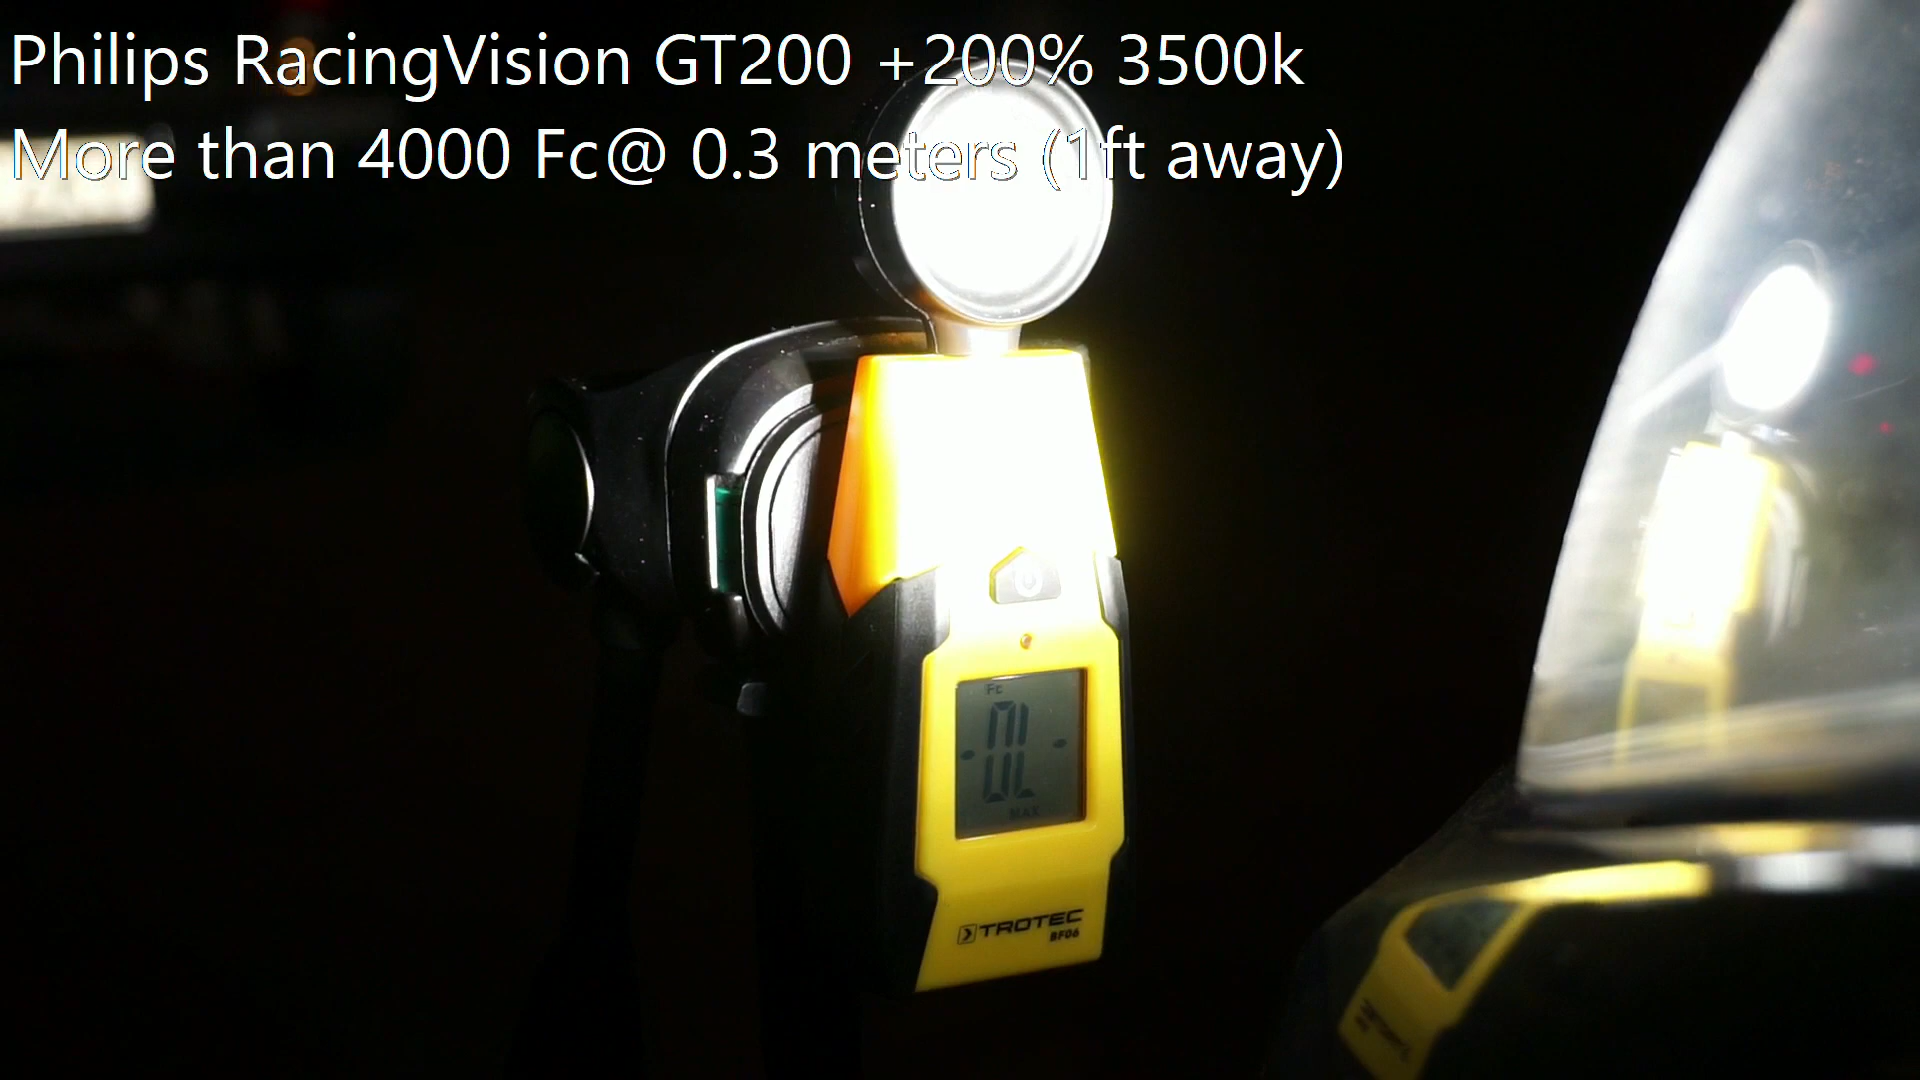 Philips RacingVision GT200 +200% 3500k
More than 4000 Fc@ 0.3 meters (1ft away)
Fc
OL
MAX
TROTEC
BF06